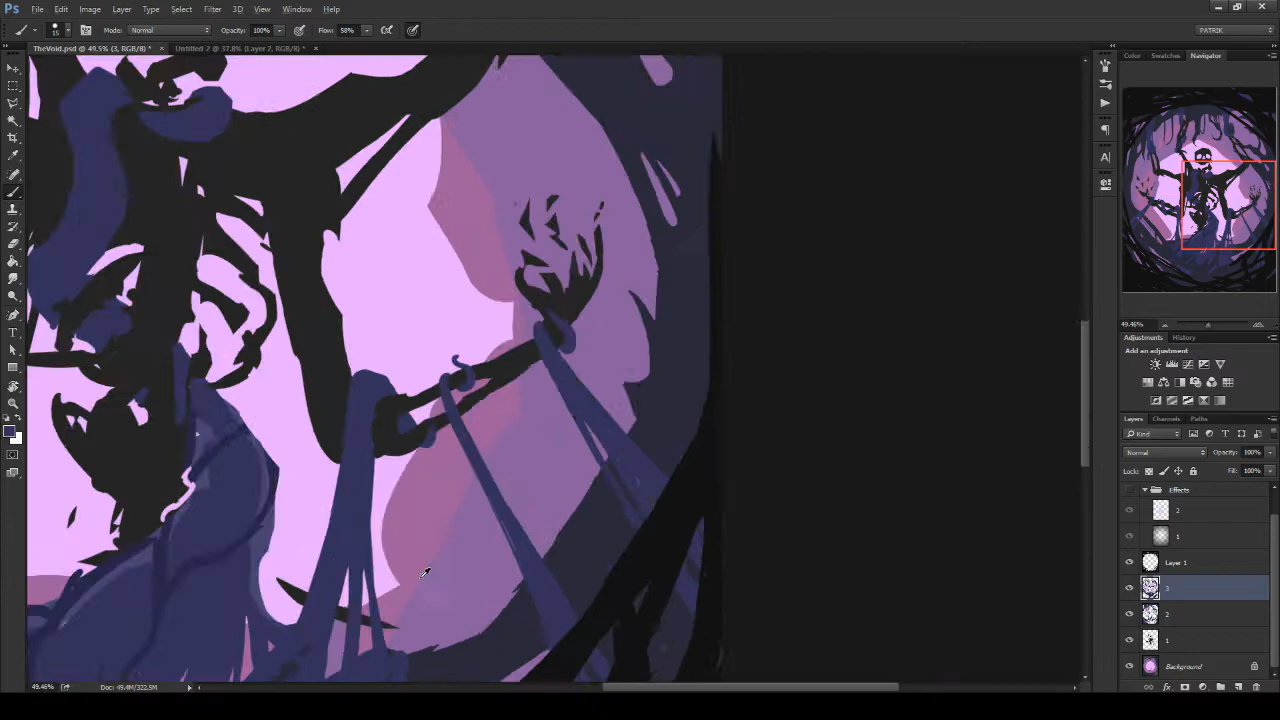 Ps File Edit Image Layer Type Select Filter 3D View Window Help
15 Mode: Normal Opacity: 100% Flow: 58% PATRIK
TheVoid.psd @ 49.5% (3, RGB/8) * × Untitled-2 @ 37.8% (Layer 2, RGB/8) * ×
Color Swatches Navigator
49.46%
Adjustments History
Add an adjustment
Layers Channels Paths
Kind
Normal Opacity: 100%
Lock: Fill: 100%
Effects
2
1
Layer 1
3
2
1
Background
49.46% Doc: 49.4M/322.5M